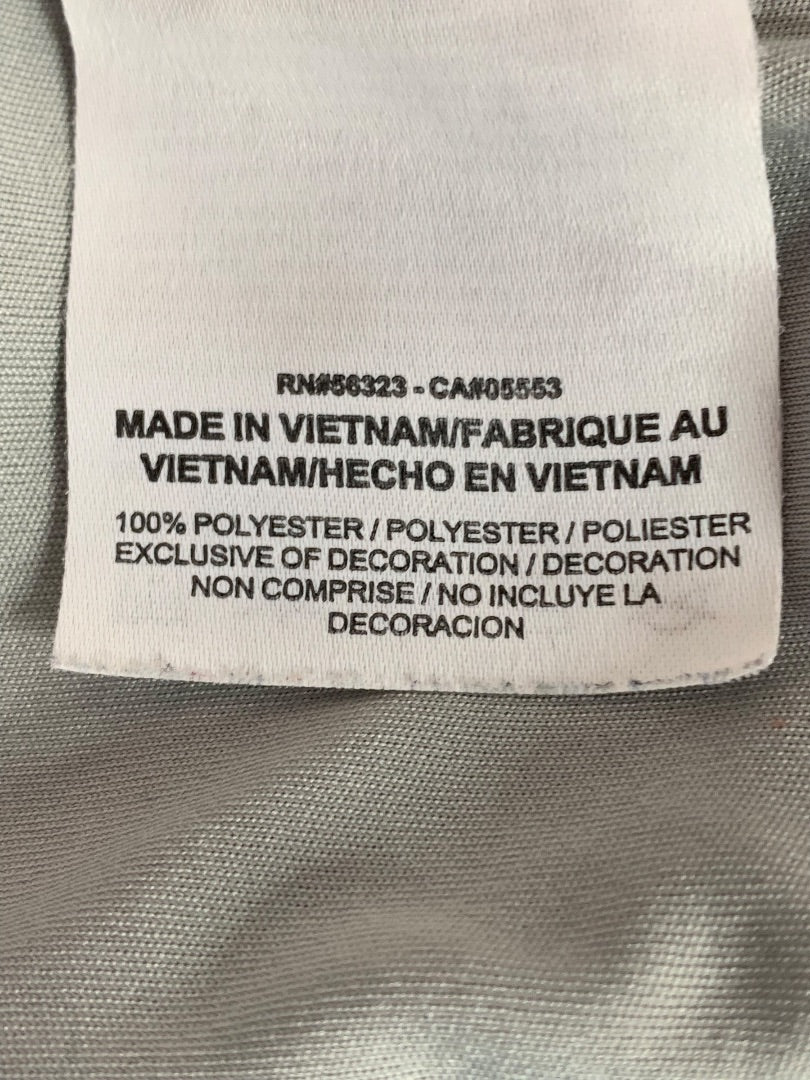 RN#56323 - CA#05553
MADE IN VIETNAM/FABRIQUE AU
VIETNAM/HECHO EN VIETNAM
100% POLYESTER / POLYESTER / POLIESTER
EXCLUSIVE OF DECORATION / DECORATION
NON COMPRISE / NO INCLUYE LA
DECORACION